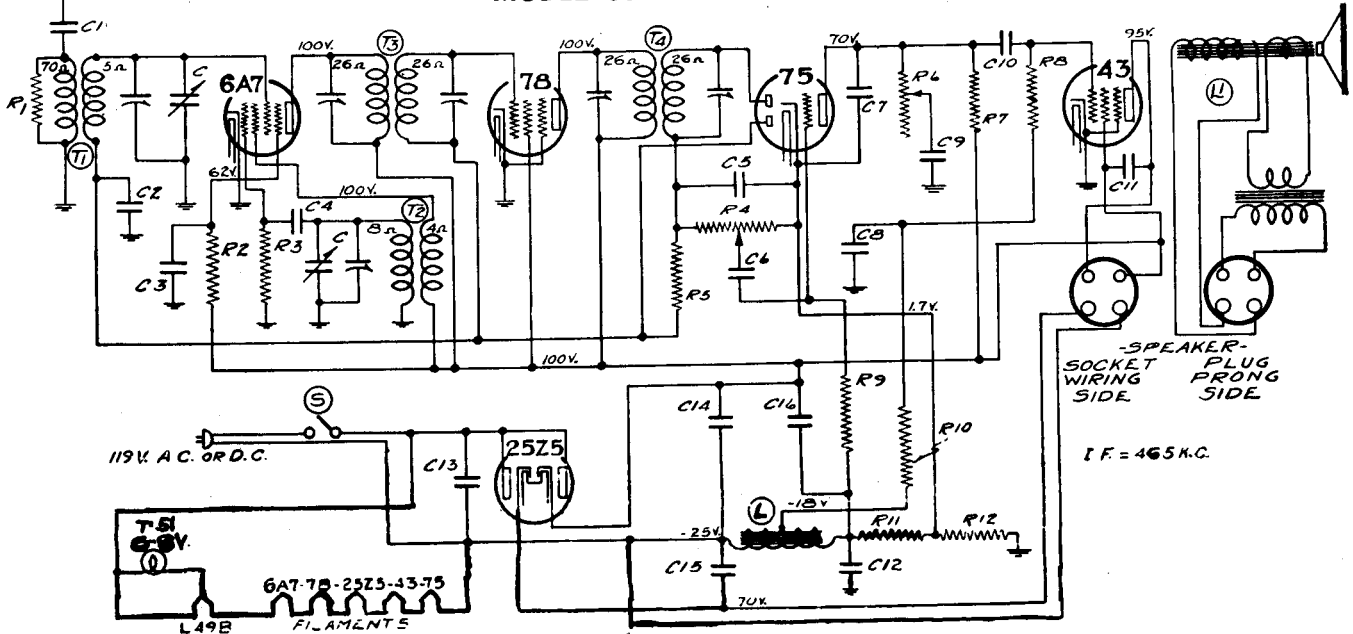 C1
70Ω
5Ω
C
6A7
100V.
T3
26Ω
26Ω
78
100V.
T4
26Ω
26Ω
75
70V.
C7
R6
C9
C10
R7
R8
43
95V.
C11
U
R1
T1
C2
62V.
100V.
C4
T2
8Ω
4Ω
C
C3
R2
R3
C5
R4
C6
R5
C8
1.7V.
100V.
-SPEAKER-
SOCKET WIRING SIDE
PLUG PRONG SIDE
S
119V. A.C. OR D.C.
C13
25Z5
C14
C16
R9
R10
I.F. = 465 K.C.
L
-18V
-25V.
R11
R12
C15
C12
70V.
T51
6-8V.
6A7-78-25Z5-43-75
L49B
FILAMENTS